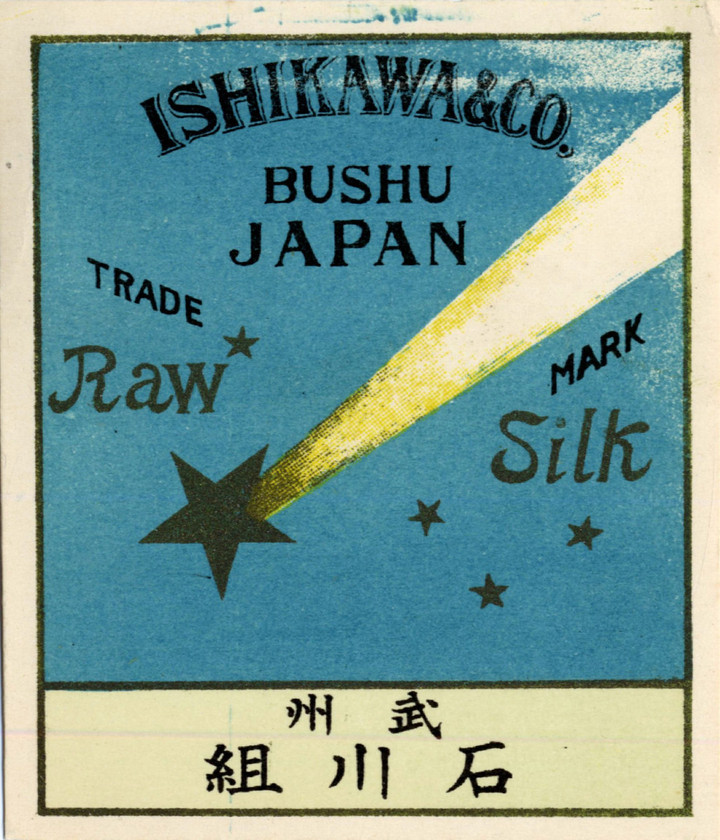 ISHIKAWA & CO.
BUSHU
JAPAN
TRADE MARK
Raw Silk
武州
石川組